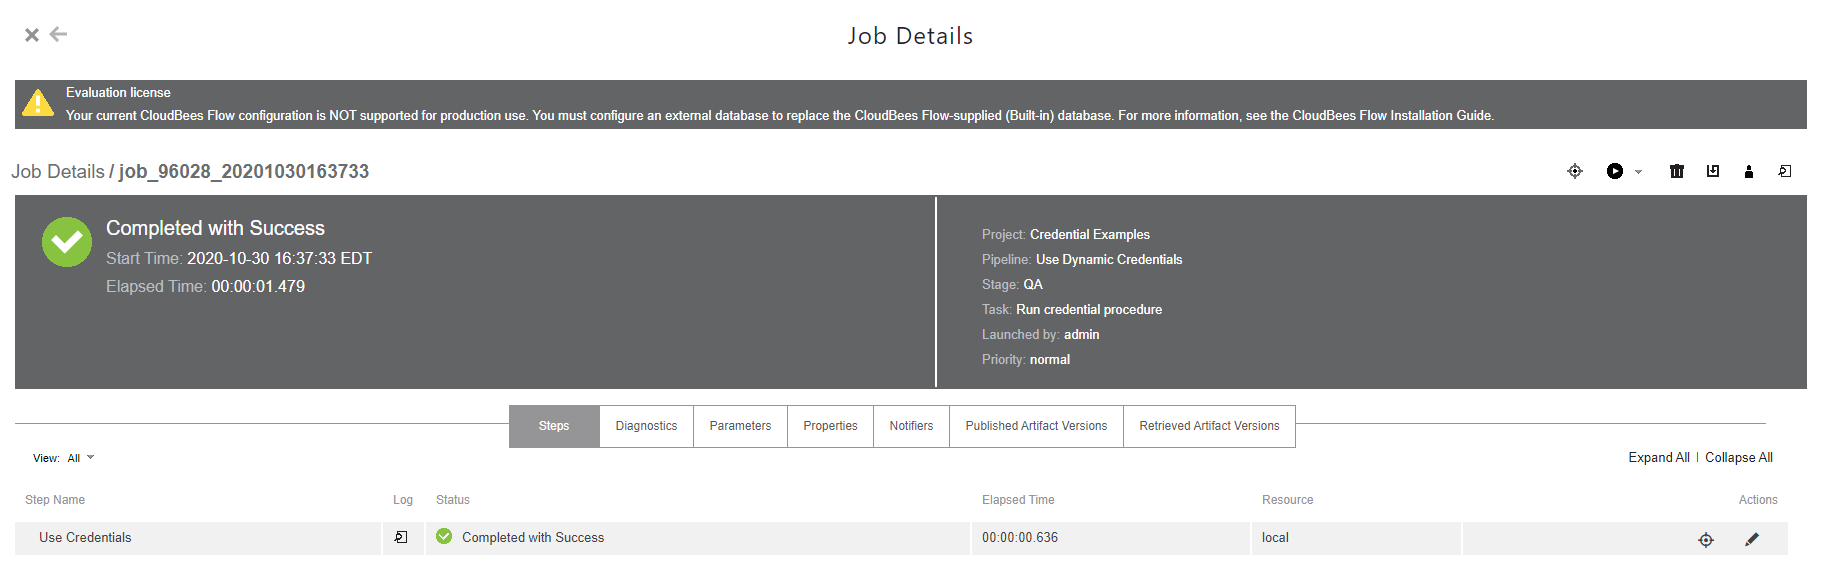 Job Details
Evaluation license
Your current CloudBees Flow configuration is NOT supported for production use. You must configure an external database to replace the CloudBees Flow-supplied (Built-in) database. For more information, see the CloudBees Flow Installation Guide.
Job Details / job_96028_20201030163733
Completed with Success
Start Time: 2020-10-30 16:37:33 EDT
Elapsed Time: 00:00:01.479
Project: Credential Examples
Pipeline: Use Dynamic Credentials
Stage: QA
Task: Run credential procedure
Launched by: admin
Priority: normal
Steps Diagnostics Parameters Properties Notifiers Published Artifact Versions Retrieved Artifact Versions
View: All Expand All | Collapse All
Step Name Log Status Elapsed Time Resource Actions
Use Credentials Completed with Success 00:00:00.636 local